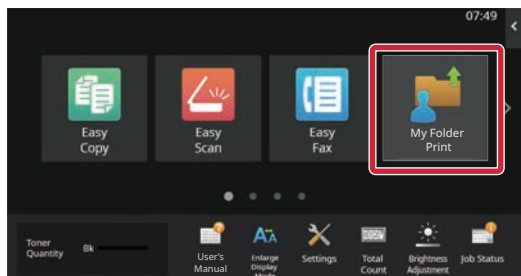 07:49
Easy
Copy
Easy
Scan
Easy
Fax
My Folder
Print
Toner
Quantity
Bk
User's
Manual
Enlarge
Display
Mode
Settings
Total
Count
Brightness
Adjustment
Job Status